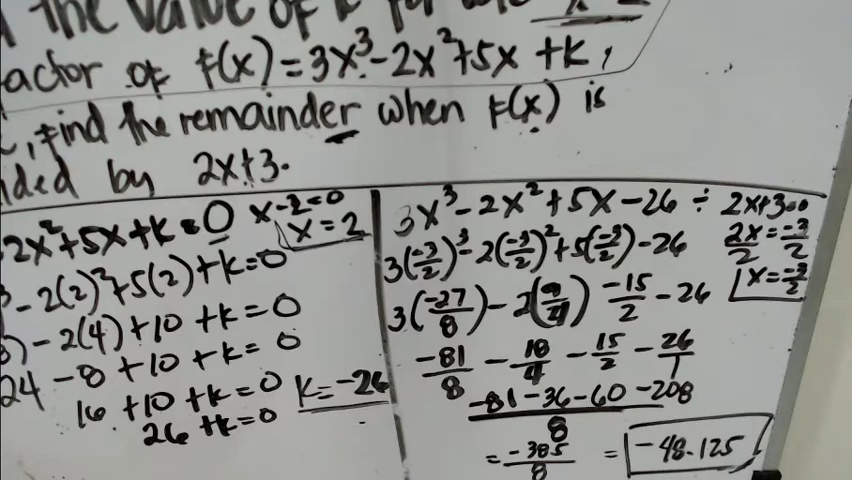 the value of k for
actor of f(x) = 3x³ - 2x² + 5x + k,
, find the remainder when f(x) is
ided by 2x+3.
2x² + 5x + k = 0
x - 2 = 0
x = 2
- 2(2)² + 5(2) + k = 0
) - 2(4) + 10 + k = 0
24 - 8 + 10 + k = 0
16 + 10 + k = 0
26 + k = 0
k = -26
3x³ - 2x² + 5x - 26 ÷ 2x+3=0
2x/2 = -3/2
x = -3/2
3(-3/2)³ - 2(-3/2)² + 5(-3/2) - 26
3(-27/8) - 2(9/4) -15/2 - 26
-81/8 - 18/4 - 15/2 - 26/1
-81 - 36 - 60 - 208 / 8
= -385/8 = -48.125